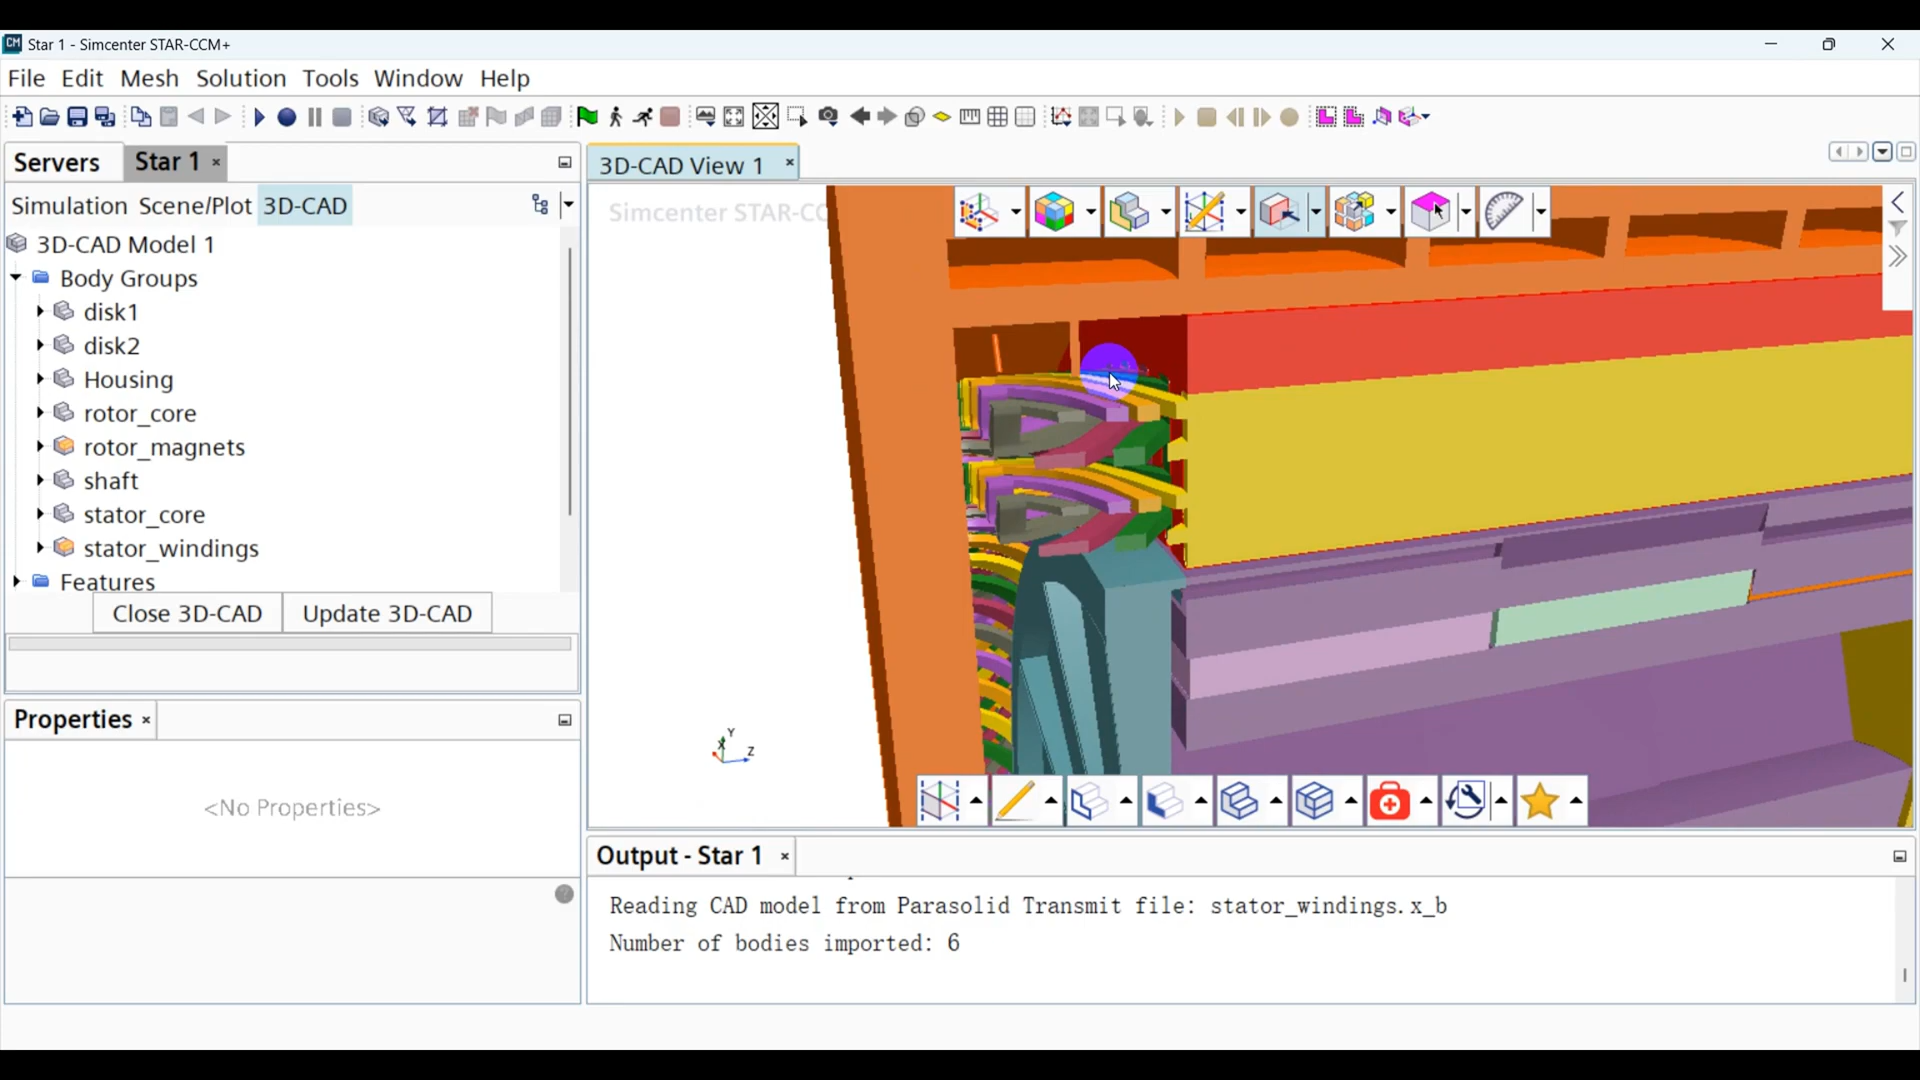 Star 1 - Simcenter STAR-CCM+
File Edit Mesh Solution Tools Window Help
Servers Star 1
3D-CAD View 1
Simulation Scene/Plot 3D-CAD
Simcenter STAR-CC
3D-CAD Model 1
Body Groups
disk1
disk2
Housing
rotor_core
rotor_magnets
shaft
stator_core
stator_windings
Features
Close 3D-CAD Update 3D-CAD
Properties
<No Properties>
Y
X
Z
Output - Star 1
Reading CAD model from Parasolid Transmit file: stator_windings.x_b
Number of bodies imported: 6